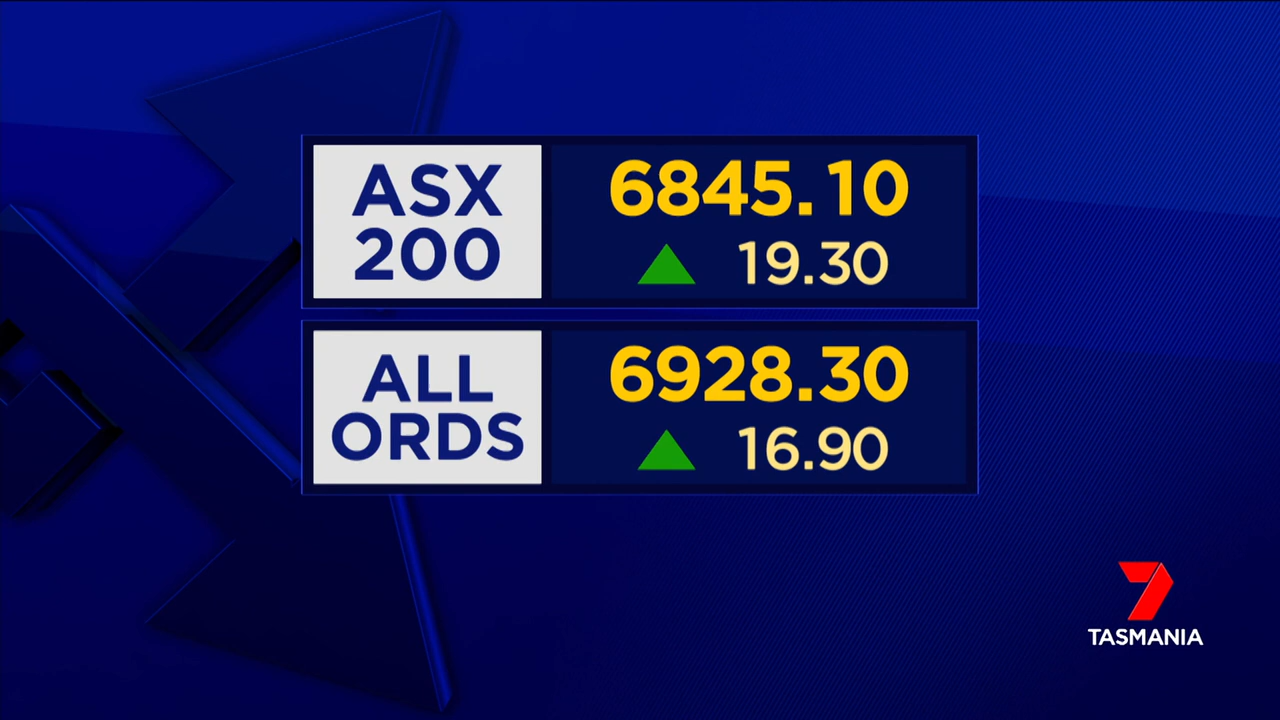 ASX
200
6845.10
19.30
ALL
ORDS
6928.30
16.90
7
TASMANIA